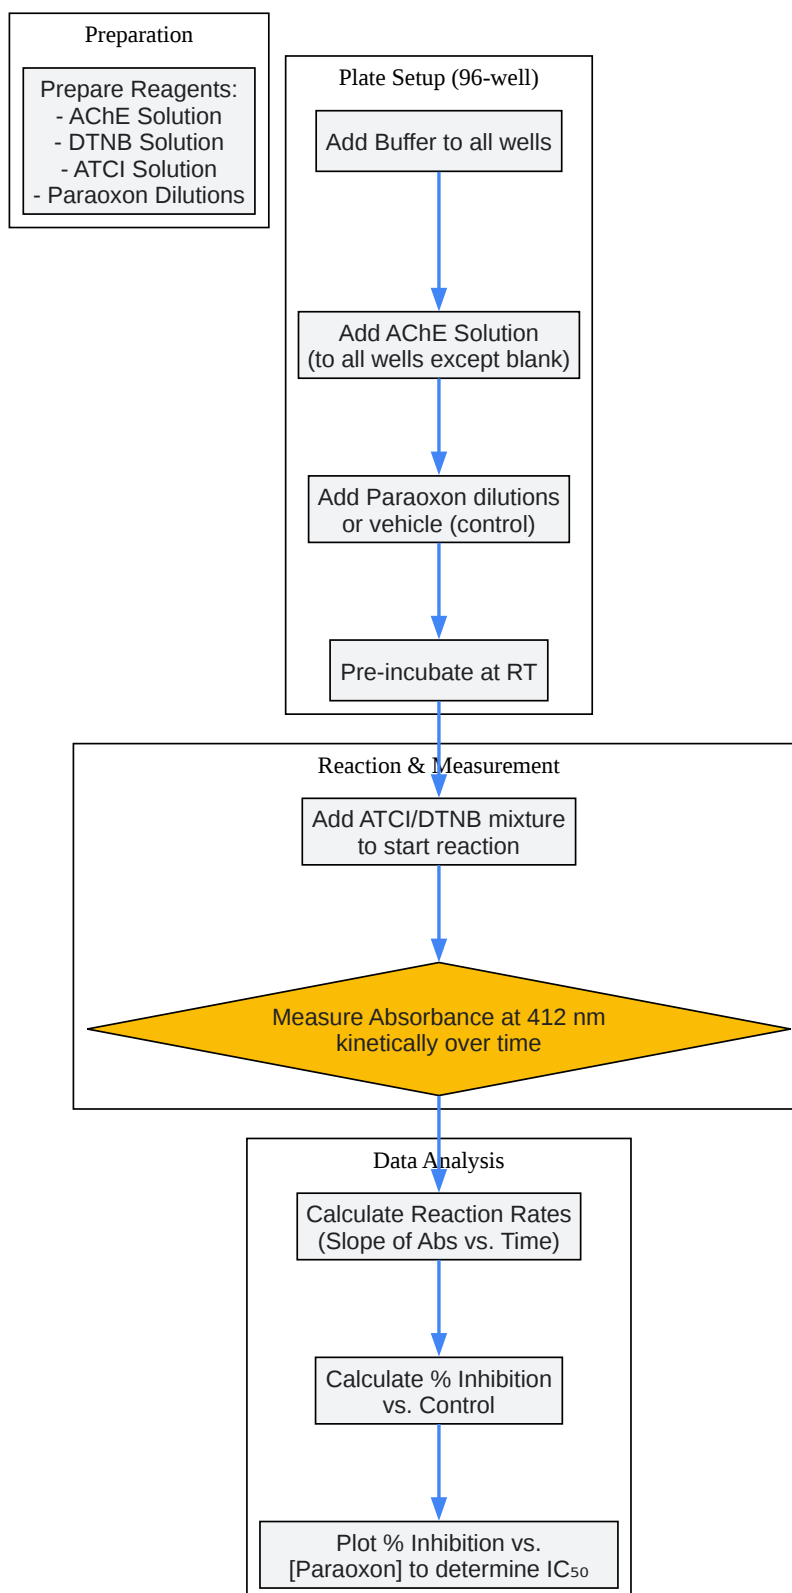 Preparation
Prepare Reagents:
- AChE Solution
- DTNB Solution
- ATCI Solution
- Paraoxon Dilutions
Plate Setup (96-well)
Add Buffer to all wells
Add AChE Solution
(to all wells except blank)
Add Paraoxon dilutions
or vehicle (control)
Pre-incubate at RT
Reaction & Measurement
Add ATCI/DTNB mixture
to start reaction
Measure Absorbance at 412 nm
kinetically over time
Data Analysis
Calculate Reaction Rates
(Slope of Abs vs. Time)
Calculate % Inhibition
vs. Control
Plot % Inhibition vs.
[Paraoxon] to determine IC₅₀